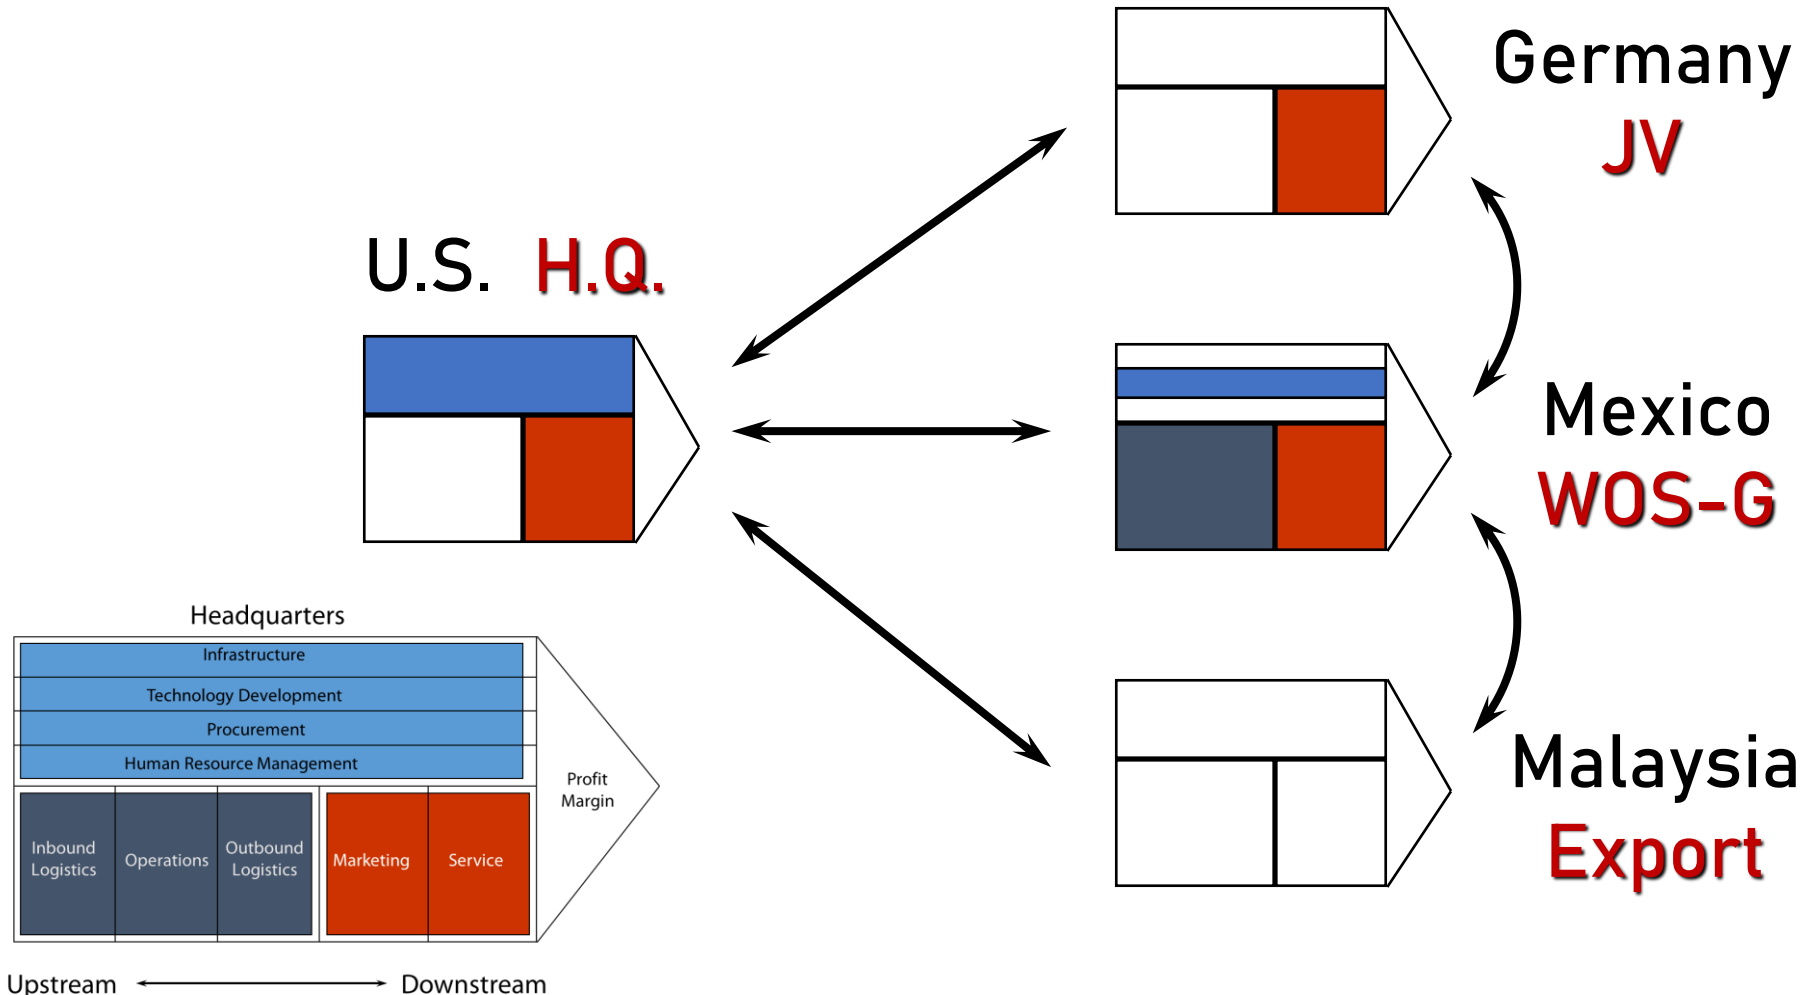 Germany
JV
U.S. H.Q.
Mexico
WOS-G
Malaysia
Export
Headquarters
Infrastructure
Technology Development
Procurement
Human Resource Management
Profit
Margin
Inbound
Logistics
Operations
Outbound
Logistics
Marketing
Service
Upstream
Downstream